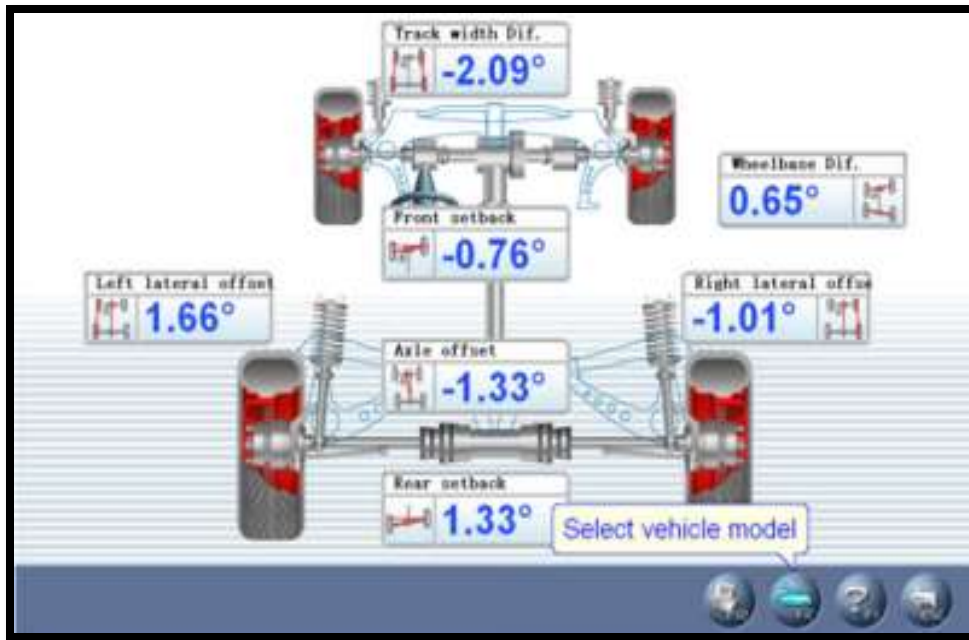 Track width Dif.
-2.09°
Wheelbase Dif.
0.65°
Front setback
-0.76°
Left lateral offset
1.66°
Right lateral offse
-1.01°
Axle offset
-1.33°
Rear setback
1.33°
Select vehicle model